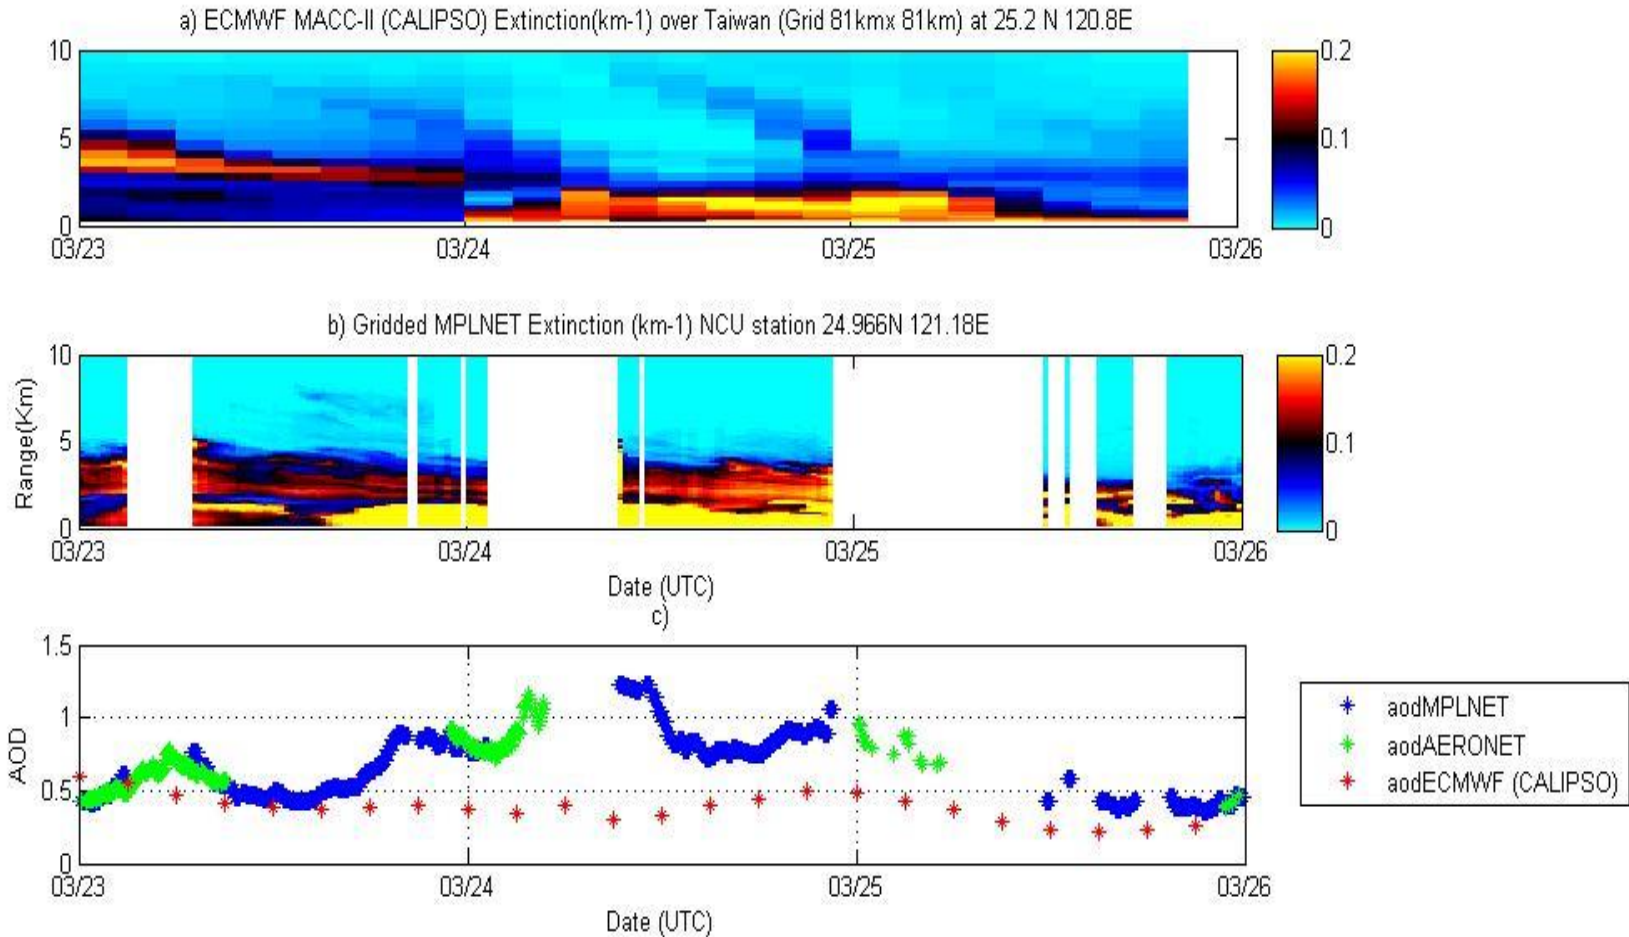 a) ECMWF MACC-II (CALIPSO) Extinction(km-1) over Taiwan (Grid 81kmx 81km) at 25.2 N 120.8E
10
5
0
03/23 03/24 03/25 03/26
0.2
0.1
0
b) Gridded MPLNET Extinction (km-1) NCU station 24.966N 121.18E
Range(Km)
10
5
0
03/23 03/24 03/25 03/26
0.2
0.1
0
Date (UTC)
c)
AOD
1.5
1
0.5
0
03/23 03/24 03/25 03/26
Date (UTC)
aodMPLNET
aodAERONET
aodECMWF (CALIPSO)